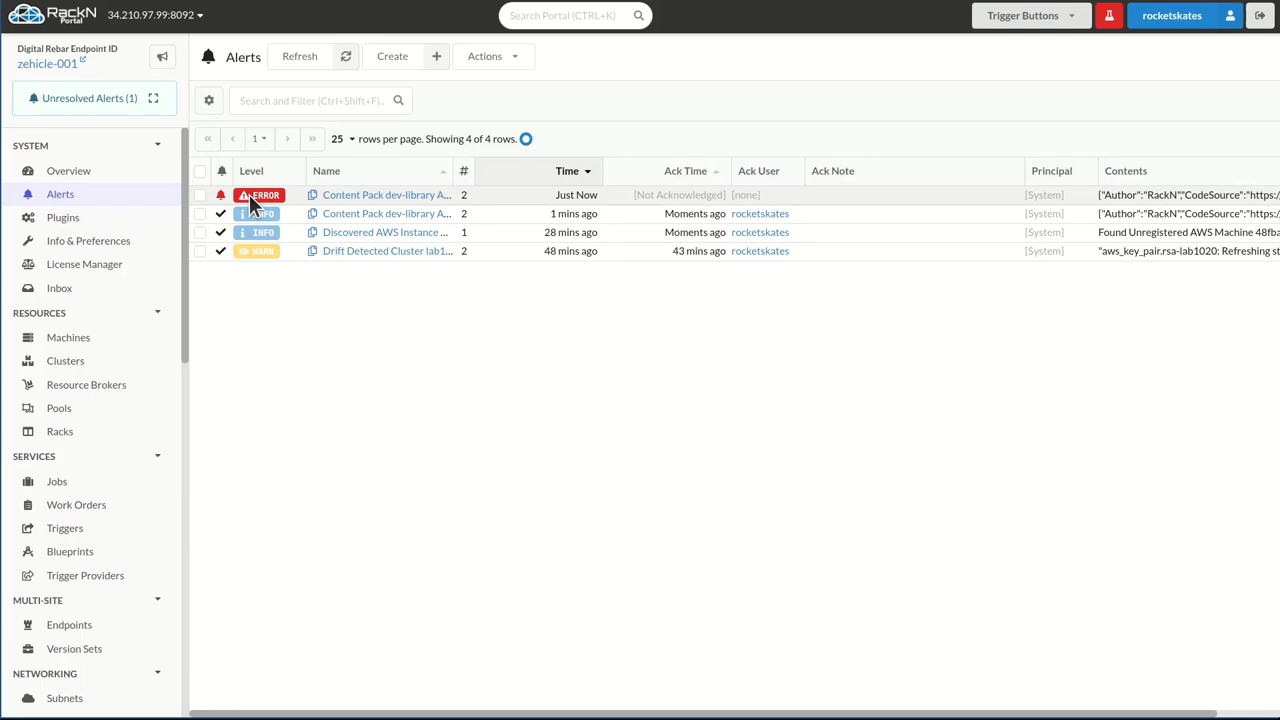 RackN
Portal
34.210.97.99:8092
Search Portal (CTRL+K)
Trigger Buttons
rocketskates
Digital Rebar Endpoint ID
zehicle-001
Unresolved Alerts (1)
Alerts
Refresh
Create
Actions
Search and Filter (Ctrl+Shift+F)..
1
25 rows per page. Showing 4 of 4 rows.
Level Name # Time Ack Time Ack User Ack Note Principal Contents
ERROR Content Pack dev-library A... 2 Just Now [Not Acknowledged] [none] [System] {"Author":"RackN","CodeSource":"https:/
Content Pack dev-library A... 2 1 mins ago Moments ago rocketskates [System] {"Author":"RackN","CodeSource":"https:/
INFO Discovered AWS Instance ... 1 28 mins ago Moments ago rocketskates [System] Found Unregistered AWS Machine 48fba
WARN Drift Detected Cluster lab1... 2 48 mins ago 43 mins ago rocketskates [System] "aws_key_pair.rsa-lab1020: Refreshing st
SYSTEM
Overview
Alerts
Plugins
Info & Preferences
License Manager
Inbox
RESOURCES
Machines
Clusters
Resource Brokers
Pools
Racks
SERVICES
Jobs
Work Orders
Triggers
Blueprints
Trigger Providers
MULTI-SITE
Endpoints
Version Sets
NETWORKING
Subnets